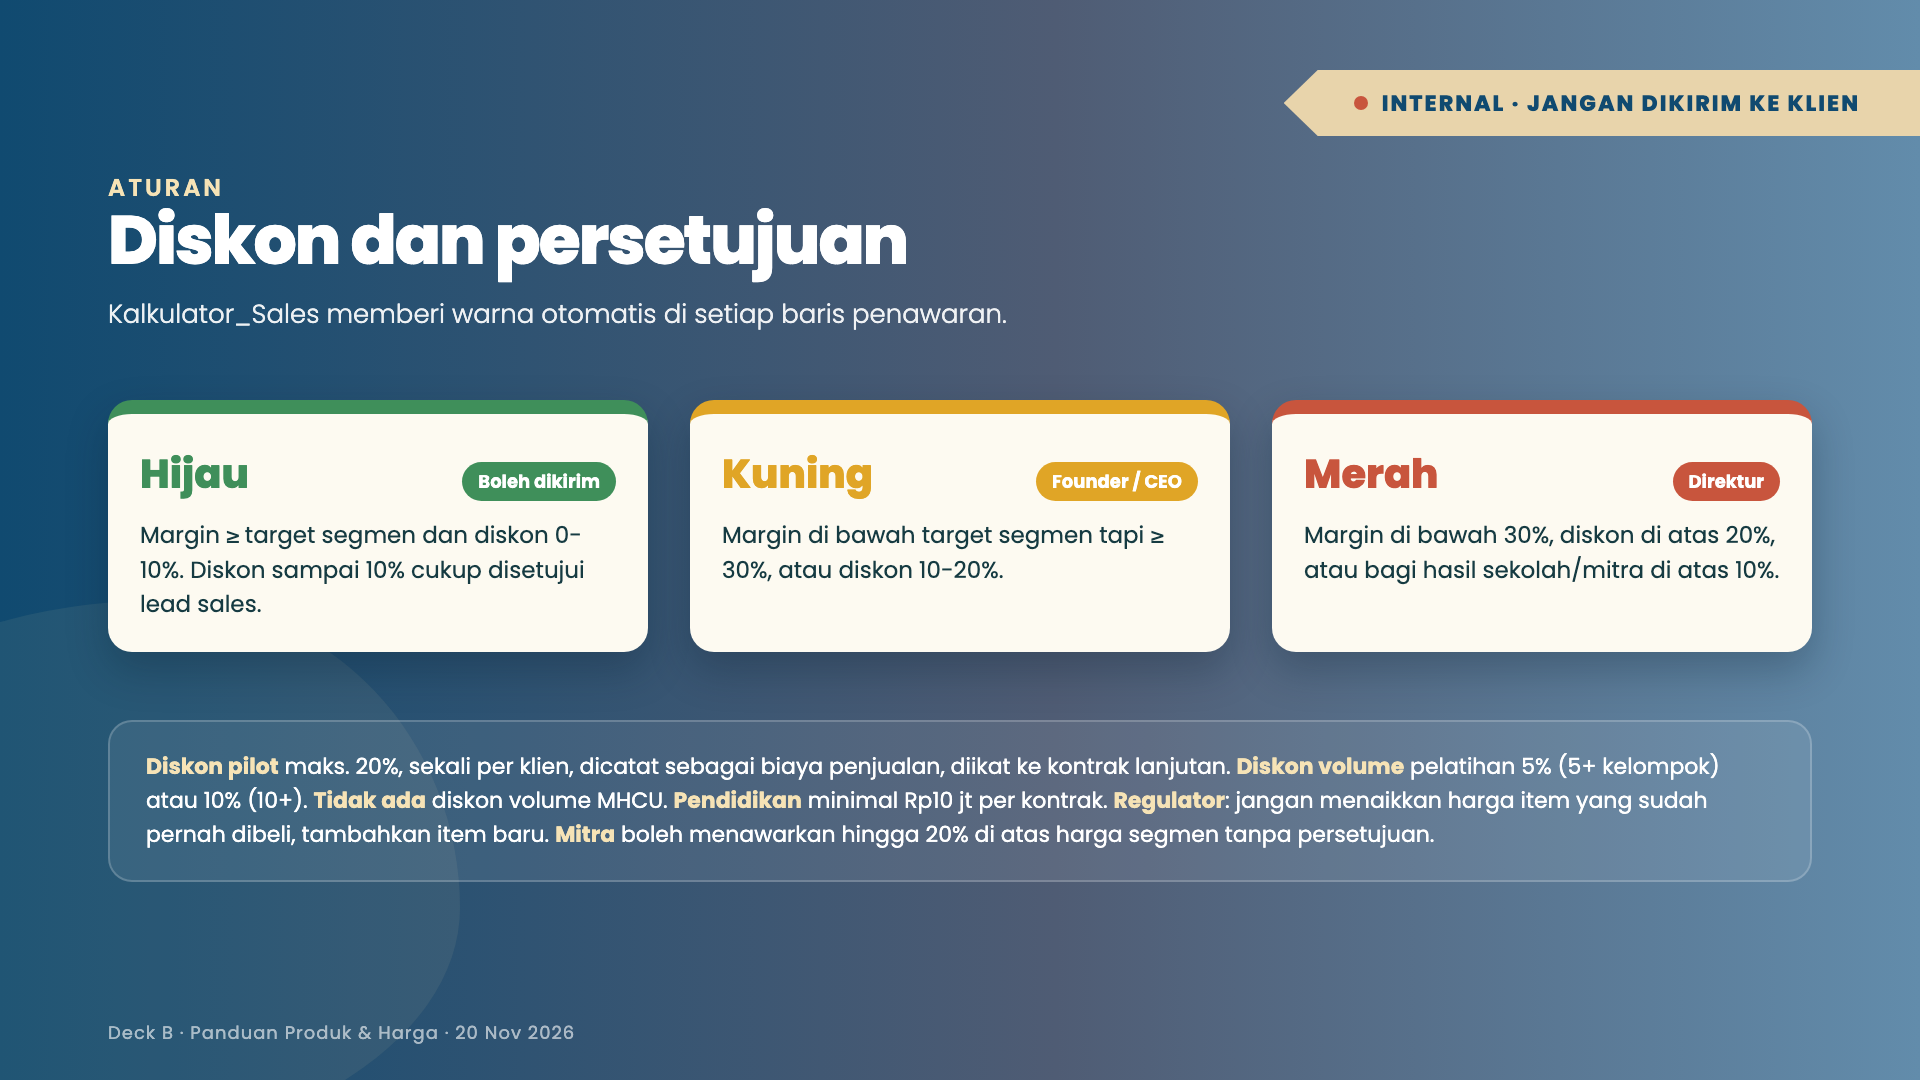 INTERNAL · JANGAN DIKIRIM KE KLIEN
ATURAN
Diskon dan persetujuan
Kalkulator_Sales memberi warna otomatis di setiap baris penawaran.
Hijau
Boleh dikirim
Margin ≥ target segmen dan diskon 0–
10%. Diskon sampai 10% cukup disetujui
lead sales.
Kuning
Founder / CEO
Margin di bawah target segmen tapi ≥
30%, atau diskon 10–20%.
Merah
Direktur
Margin di bawah 30%, diskon di atas 20%,
atau bagi hasil sekolah/mitra di atas 10%.
Diskon pilot maks. 20%, sekali per klien, dicatat sebagai biaya penjualan, diikat ke kontrak lanjutan. Diskon volume pelatihan 5% (5+ kelompok)
atau 10% (10+). Tidak ada diskon volume MHCU. Pendidikan minimal Rp10 jt per kontrak. Regulator: jangan menaikkan harga item yang sudah
pernah dibeli, tambahkan item baru. Mitra boleh menawarkan hingga 20% di atas harga segmen tanpa persetujuan.
Deck B · Panduan Produk & Harga · 20 Nov 2026